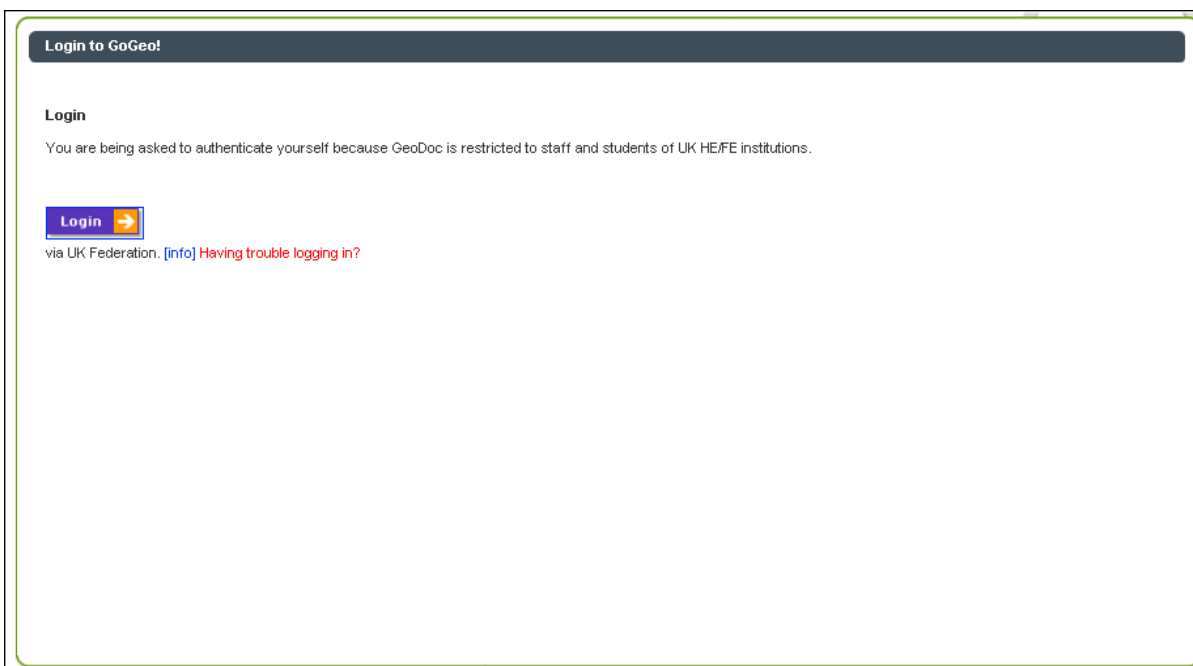 Login to GoGeo!
Login
You are being asked to authenticate yourself because GeoDoc is restricted to staff and students of UK HE/FE institutions.
Login
via UK Federation. [info] Having trouble logging in?